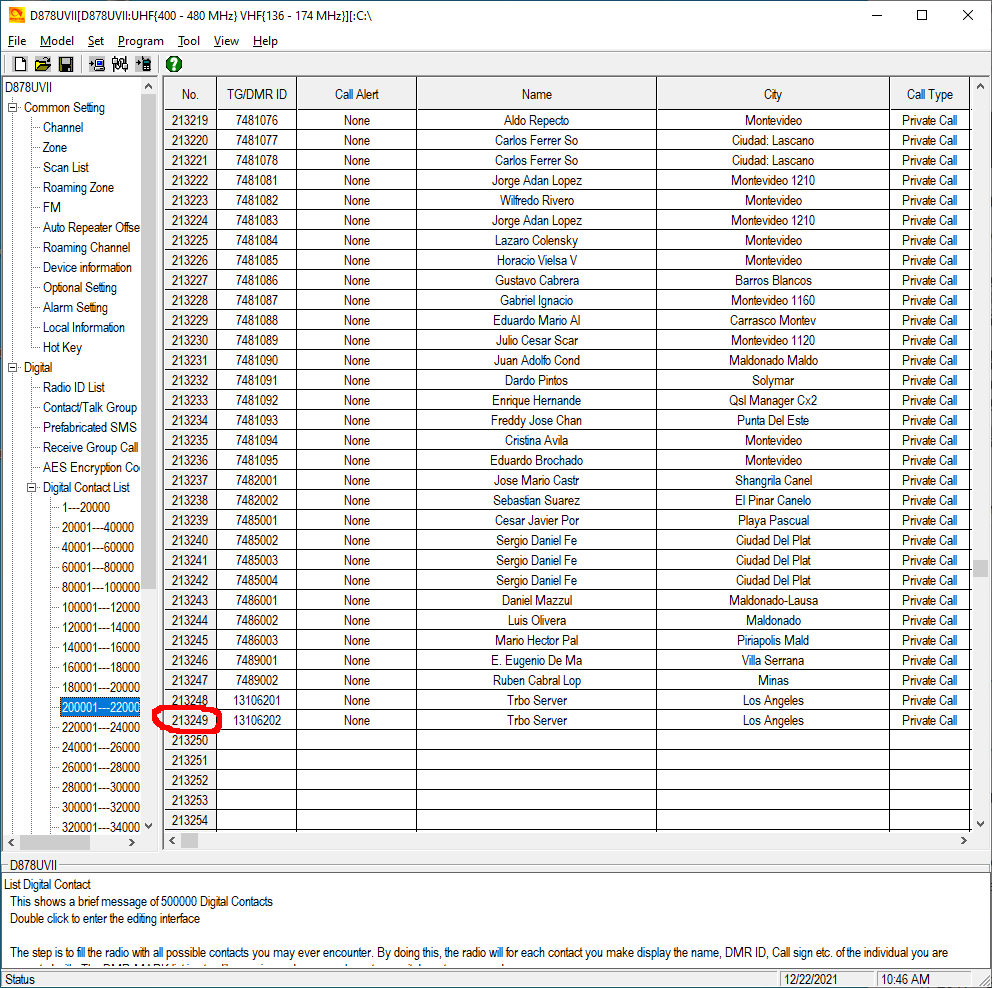 D878UVII[D878UVII:UHF{400 - 480 MHz} VHF{136 - 174 MHz}][:C:\
File Model Set Program Tool View Help
D878UVII
Common Setting
Channel
Zone
Scan List
Roaming Zone
FM
Auto Repeater Offse
Roaming Channel
Device information
Optional Setting
Alarm Setting
Local Information
Hot Key
Digital
Radio ID List
Contact/Talk Group
Prefabricated SMS
Receive Group Call
AES Encryption Co
Digital Contact List
1---20000
20001---40000
40001---60000
60001---80000
80001---100000
100001---12000
120001---14000
140001---16000
160001---18000
180001---20000
200001---22000
220001---24000
240001---26000
260001---28000
280001---30000
300001---32000
320001---34000
No. TG/DMR ID Call Alert Name City Call Type
213219 7481076 None Aldo Repecto Montevideo Private Call
213220 7481077 None Carlos Ferrer So Ciudad: Lascano Private Call
213221 7481078 None Carlos Ferrer So Ciudad: Lascano Private Call
213222 7481081 None Jorge Adan Lopez Montevideo 1210 Private Call
213223 7481082 None Wilfredo Rivero Montevideo Private Call
213224 7481083 None Jorge Adan Lopez Montevideo 1210 Private Call
213225 7481084 None Lazaro Colensky Montevideo Private Call
213226 7481085 None Horacio Vielsa V Montevideo Private Call
213227 7481086 None Gustavo Cabrera Barros Blancos Private Call
213228 7481087 None Gabriel Ignacio Montevideo 1160 Private Call
213229 7481088 None Eduardo Mario Al Carrasco Montev Private Call
213230 7481089 None Julio Cesar Scar Montevideo 1120 Private Call
213231 7481090 None Juan Adolfo Cond Maldonado Maldo Private Call
213232 7481091 None Dardo Pintos Solymar Private Call
213233 7481092 None Enrique Hernande Qsl Manager Cx2 Private Call
213234 7481093 None Freddy Jose Chan Punta Del Este Private Call
213235 7481094 None Cristina Avila Montevideo Private Call
213236 7481095 None Eduardo Brochado Montevideo Private Call
213237 7482001 None Jose Mario Castr Shangrila Canel Private Call
213238 7482002 None Sebastian Suarez El Pinar Canelo Private Call
213239 7485001 None Cesar Javier Por Playa Pascual Private Call
213240 7485002 None Sergio Daniel Fe Ciudad Del Plat Private Call
213241 7485003 None Sergio Daniel Fe Ciudad Del Plat Private Call
213242 7485004 None Sergio Daniel Fe Ciudad Del Plat Private Call
213243 7486001 None Daniel Mazzul Maldonado-Lausa Private Call
213244 7486002 None Luis Olivera Maldonado Private Call
213245 7486003 None Mario Hector Pal Piriapolis Mald Private Call
213246 7489001 None E. Eugenio De Ma Villa Serrana Private Call
213247 7489002 None Ruben Cabral Lop Minas Private Call
213248 13106201 None Trbo Server Los Angeles Private Call
213249 13106202 None Trbo Server Los Angeles Private Call
213250
213251
213252
213253
213254
D878UVII
List Digital Contact
This shows a brief message of 500000 Digital Contacts
Double click to enter the editing interface
The step is to fill the radio with all possible contacts you may ever encounter. By doing this, the radio will for each contact you make display the name, DMR ID, Call sign etc. of the individual you are
Status 12/22/2021 10:46 AM